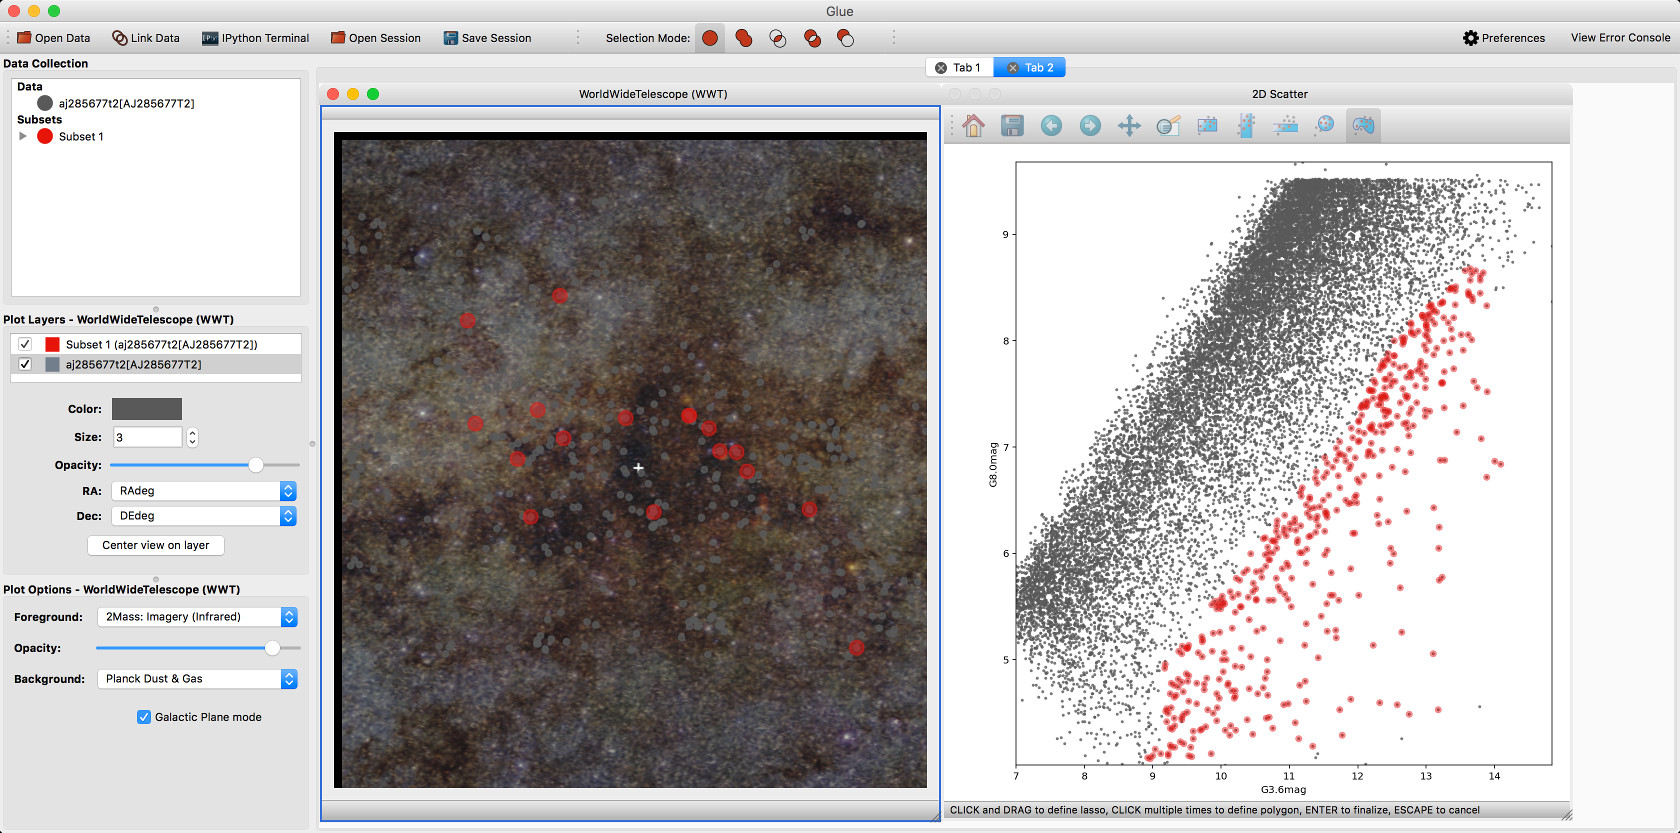 Glue
Open Data Link Data IPython Terminal Open Session Save Session Selection Mode: Preferences View Error Console
Data Collection
Tab 1 Tab 2
Data
aj285677t2[AJ285677T2]
Subsets
Subset 1
WorldWideTelescope (WWT)
2D Scatter
Plot Layers - WorldWideTelescope (WWT)
Subset 1 (aj285677t2[AJ285677T2])
aj285677t2[AJ285677T2]
Color:
Size: 3
Opacity:
RA: RAdeg
Dec: DEdeg
Center view on layer
Plot Options - WorldWideTelescope (WWT)
Foreground: 2Mass: Imagery (Infrared)
Opacity:
Background: Planck Dust & Gas
Galactic Plane mode
9
8
7
6
5
G8.0mag
7 8 9 10 11 12 13 14
G3.6mag
CLICK and DRAG to define lasso, CLICK multiple times to define polygon, ENTER to finalize, ESCAPE to cancel